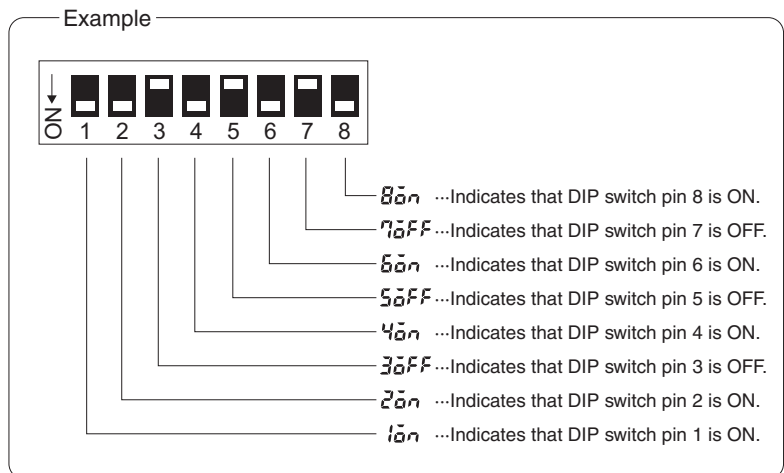 Example
ON
1 2 3 4 5 6 7 8
8on ···Indicates that DIP switch pin 8 is ON.
7oFF···Indicates that DIP switch pin 7 is OFF.
6on ···Indicates that DIP switch pin 6 is ON.
5oFF···Indicates that DIP switch pin 5 is OFF.
4on ···Indicates that DIP switch pin 4 is ON.
3oFF···Indicates that DIP switch pin 3 is OFF.
2on ···Indicates that DIP switch pin 2 is ON.
1on ···Indicates that DIP switch pin 1 is ON.